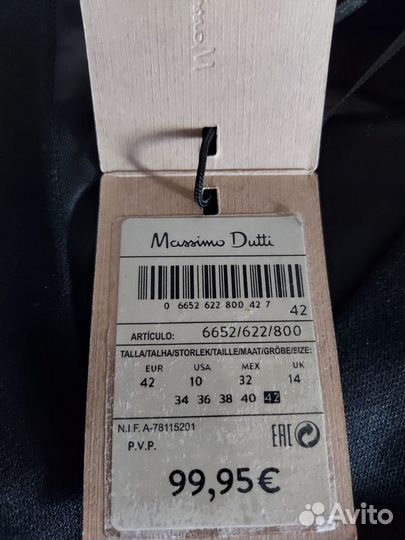 Massimo Dutti
0 6652 622 800 42 7
42
ARTÍCULO: 6652/622/800
TALLA/TALHA/STORLEK/TAILLE/MAAT/GRÖBE/SIZE:
EUR USA MEX UK
42 10 32 14
34 36 38 40 42
N.I.F. A-78115201
P.V.P.
EAC
99,95€
Avito